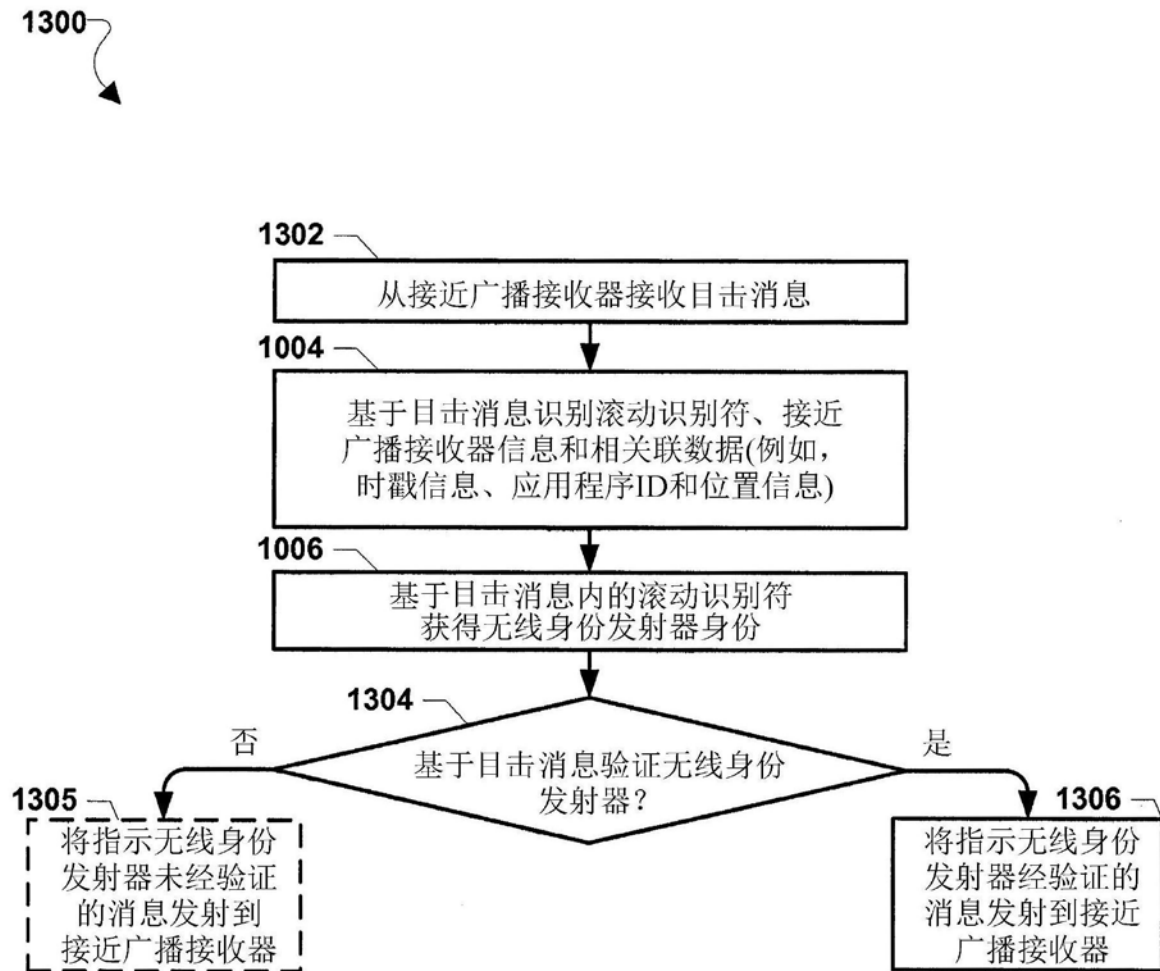 1300
1302
从接近广播接收器接收目击消息
1004
基于目击消息识别滚动识别符、接近
广播接收器信息和相关联数据(例如，
时戳信息、应用程序ID和位置信息)
1006
基于目击消息内的滚动识别符
获得无线身份发射器身份
1304
否
是
基于目击消息验证无线身份
发射器？
1305
将指示无线身份
发射器未经验证
的消息发射到
接近广播接收器
1306
将指示无线身份
发射器经验证的
消息发射到接近
广播接收器